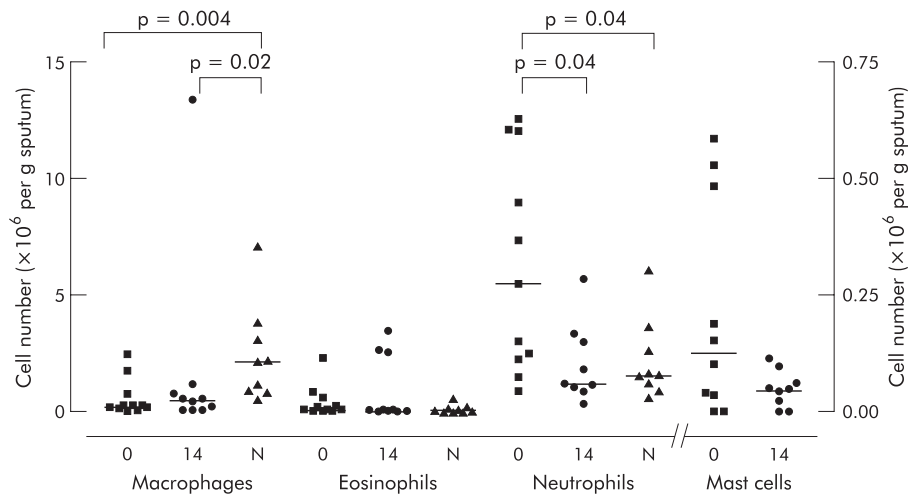 p = 0.004
p = 0.02
p = 0.04
p = 0.04
Cell number (×10⁶ per g sputum)
15
10
5
0
0.75
0.50
0.25
0.00
Cell number (×10⁶ per g sputum)
0 14 N 0 14 N 0 14 N 0 14
Macrophages Eosinophils Neutrophils Mast cells